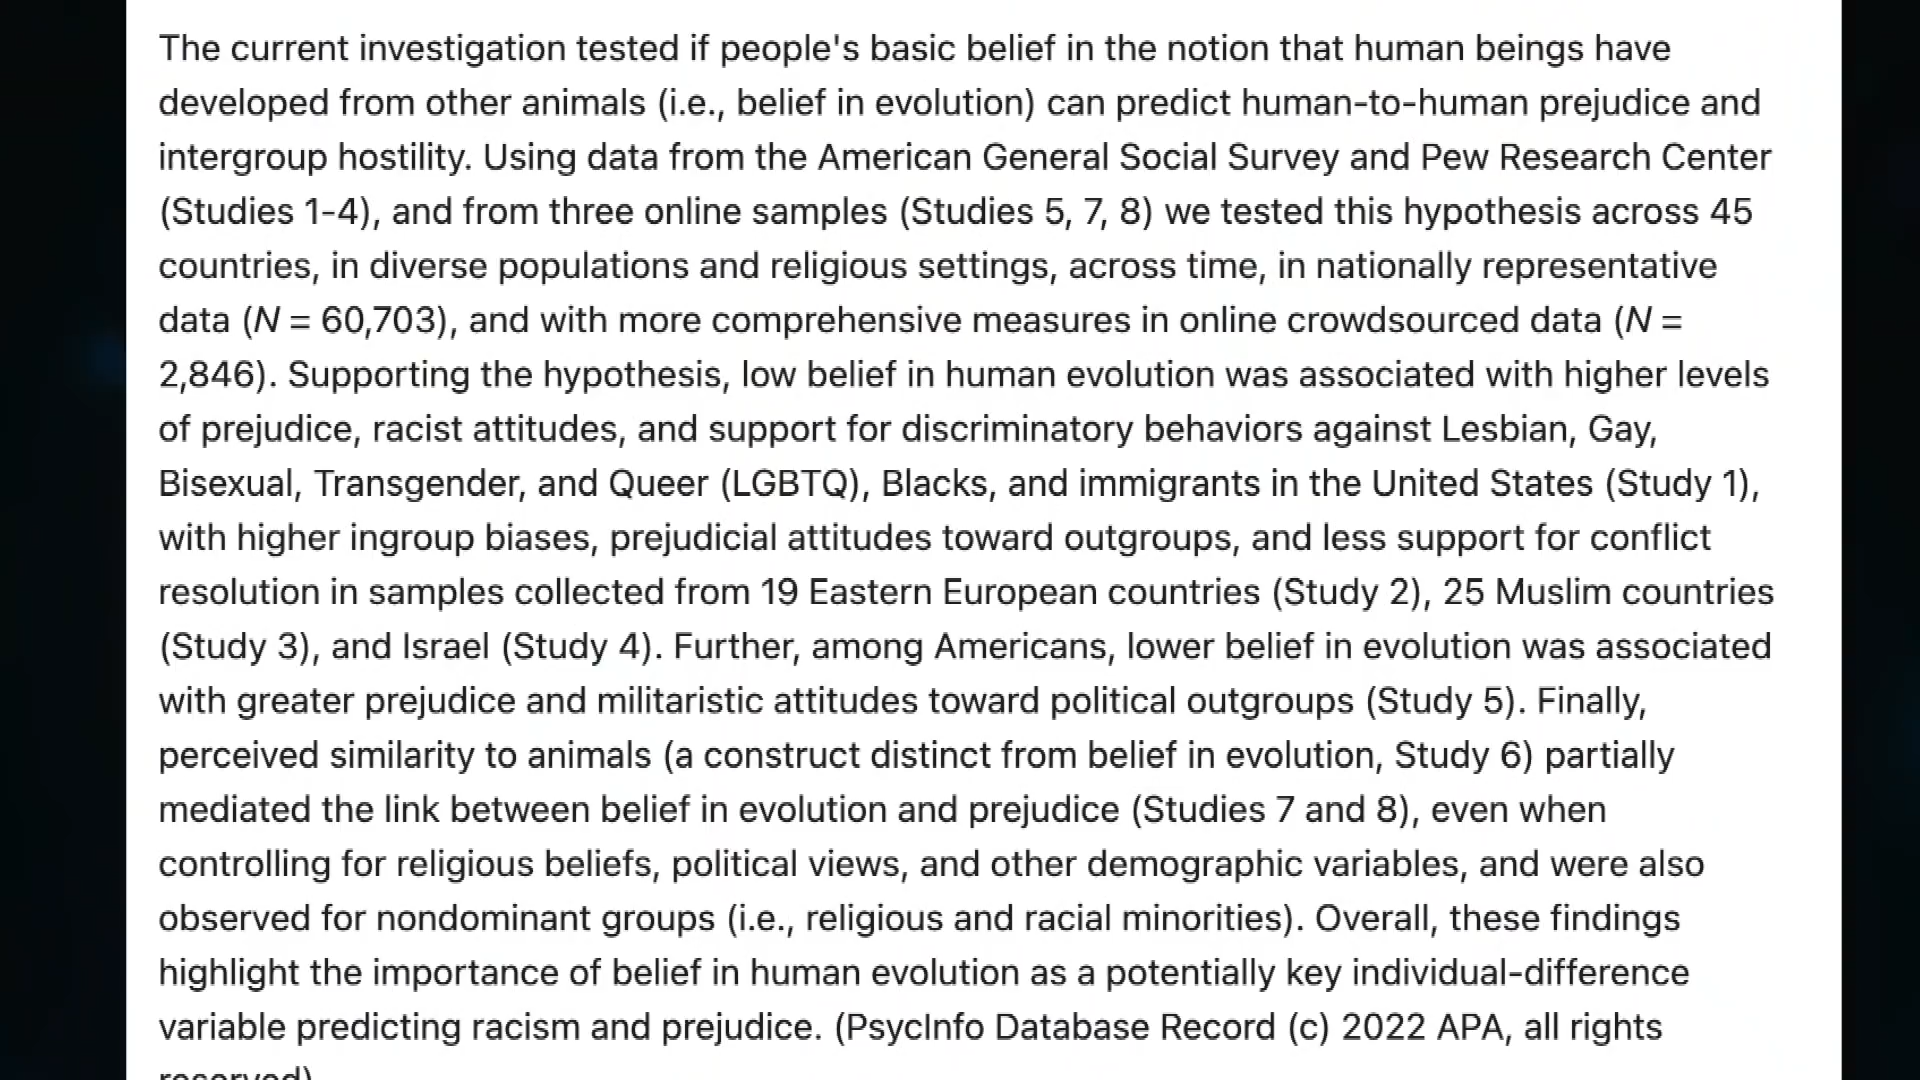 The current investigation tested if people's basic belief in the notion that human beings have
developed from other animals (i.e., belief in evolution) can predict human-to-human prejudice and
intergroup hostility. Using data from the American General Social Survey and Pew Research Center
(Studies 1-4), and from three online samples (Studies 5, 7, 8) we tested this hypothesis across 45
countries, in diverse populations and religious settings, across time, in nationally representative
data (N = 60,703), and with more comprehensive measures in online crowdsourced data (N =
2,846). Supporting the hypothesis, low belief in human evolution was associated with higher levels
of prejudice, racist attitudes, and support for discriminatory behaviors against Lesbian, Gay,
Bisexual, Transgender, and Queer (LGBTQ), Blacks, and immigrants in the United States (Study 1),
with higher ingroup biases, prejudicial attitudes toward outgroups, and less support for conflict
resolution in samples collected from 19 Eastern European countries (Study 2), 25 Muslim countries
(Study 3), and Israel (Study 4). Further, among Americans, lower belief in evolution was associated
with greater prejudice and militaristic attitudes toward political outgroups (Study 5). Finally,
perceived similarity to animals (a construct distinct from belief in evolution, Study 6) partially
mediated the link between belief in evolution and prejudice (Studies 7 and 8), even when
controlling for religious beliefs, political views, and other demographic variables, and were also
observed for nondominant groups (i.e., religious and racial minorities). Overall, these findings
highlight the importance of belief in human evolution as a potentially key individual-difference
variable predicting racism and prejudice. (PsycInfo Database Record (c) 2022 APA, all rights
reserved)